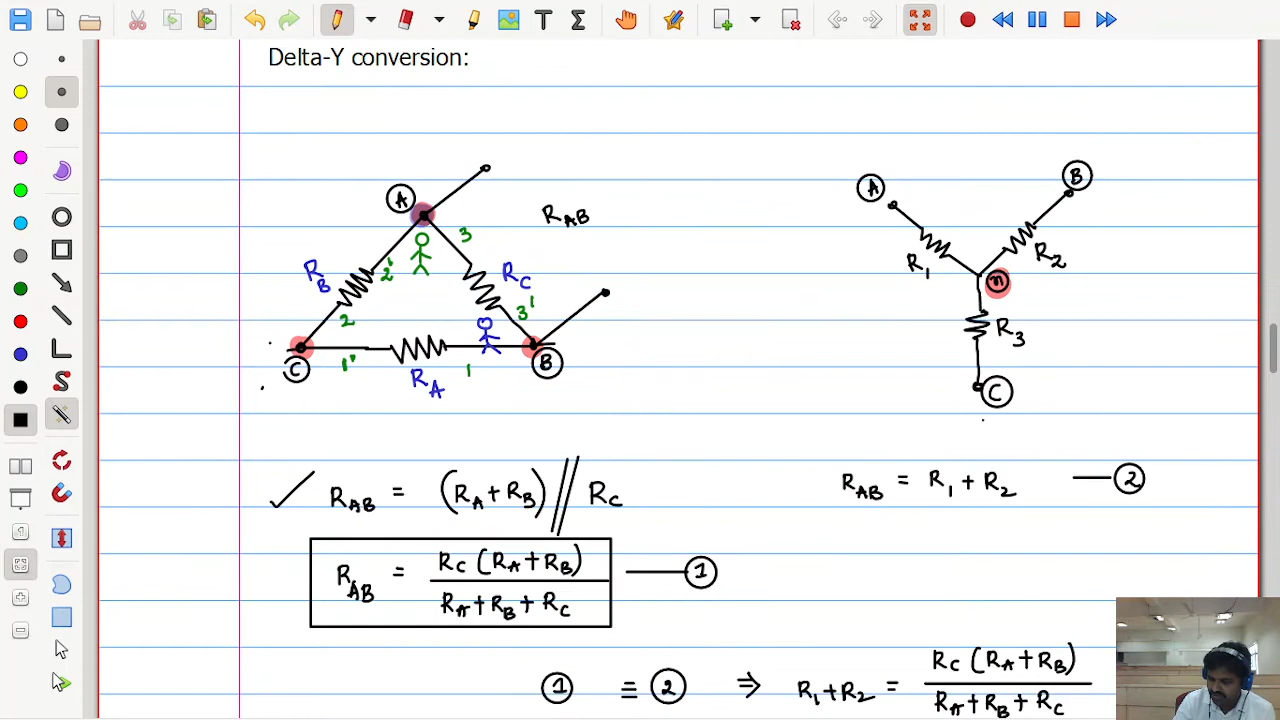 Delta-Y conversion:
A
R_AB
3
R_B
2'
R_C
2
3'
C
1'
R_A
1
B
A
B
R_1
R_2
n
R_3
C
✓ R_AB = (R_A + R_B) // R_C
R_AB = R_1 + R_2 — ②
R_AB = R_C (R_A + R_B) / R_A + R_B + R_C — ①
① = ② ⇒ R_1 + R_2 = R_C (R_A + R_B) / R_A + R_B + R_C